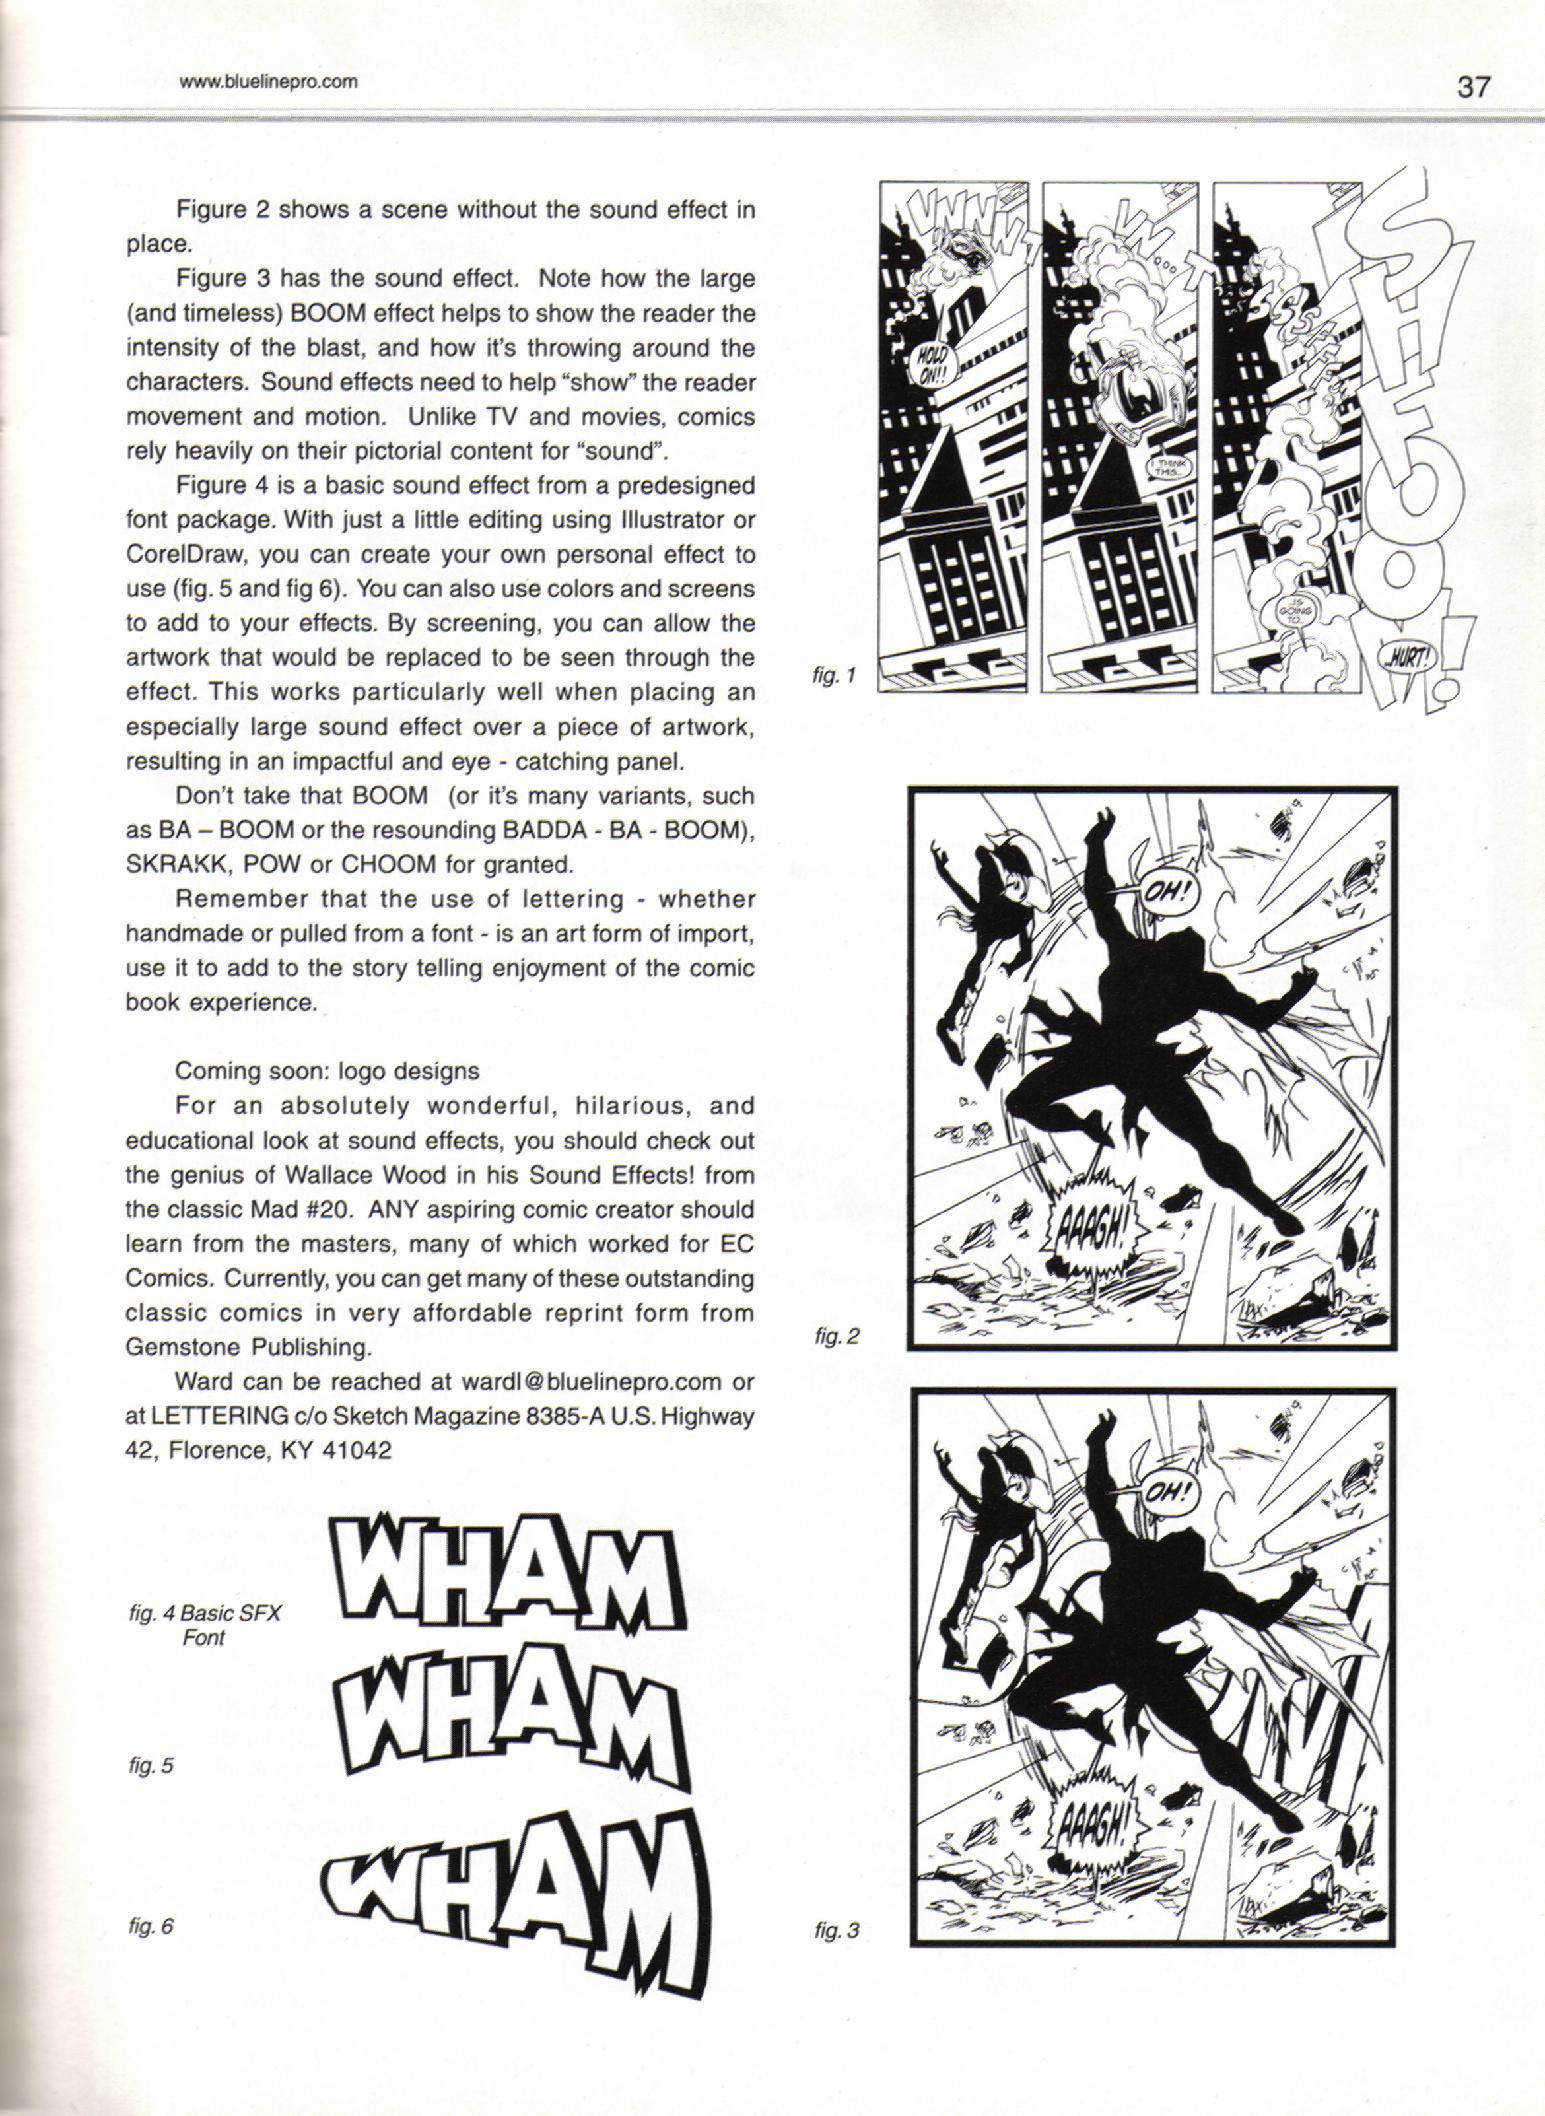 www.bluelinepro.com
37
Figure 2 shows a scene without the sound effect in
place.
Figure 3 has the sound effect. Note how the large
(and timeless) BOOM effect helps to show the reader the
intensity of the blast, and how it's throwing around the
characters. Sound effects need to help “show” the reader
movement and motion. Unlike TV and movies, comics
rely heavily on their pictorial content for “sound”.
Figure 4 is a basic sound effect from a predesigned
font package. With just a little editing using Illustrator or
CorelDraw, you can create your own personal effect to
use (fig. 5 and fig 6). You can also use colors and screens
to add to your effects. By screening, you can allow the
artwork that would be replaced to be seen through the
effect. This works particularly well when placing an
especially large sound effect over a piece of artwork,
resulting in an impactful and eye - catching panel.
Don't take that BOOM (or it's many variants, such
as BA – BOOM or the resounding BADDA - BA - BOOM),
SKRAKK, POW or CHOOM for granted.
Remember that the use of lettering - whether
handmade or pulled from a font - is an art form of import,
use it to add to the story telling enjoyment of the comic
book experience.
Coming soon: logo designs
For an absolutely wonderful, hilarious, and
educational look at sound effects, you should check out
the genius of Wallace Wood in his Sound Effects! from
the classic Mad #20. ANY aspiring comic creator should
learn from the masters, many of which worked for EC
Comics. Currently, you can get many of these outstanding
classic comics in very affordable reprint form from
Gemstone Publishing.
Ward can be reached at wardl@bluelinepro.com or
at LETTERING c/o Sketch Magazine 8385-A U.S. Highway
42, Florence, KY 41042
WHAM
fig. 4 Basic SFX
Font
WHAM
fig. 5
WHAM
fig. 6
HOLD
ON!!
I THINK
THIS..
..IS
GOING
TO..
..HURT!
fig. 1
OH!
AAAGH!
fig. 2
OH!
AAAGH!
fig. 3